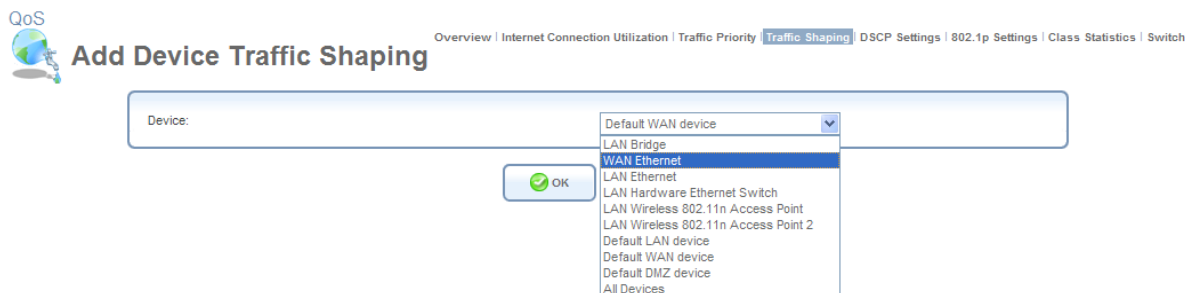 QoS
Add Device Traffic Shaping
Overview | Internet Connection Utilization | Traffic Priority | Traffic Shaping | DSCP Settings | 802.1p Settings | Class Statistics | Switch
Device:
Default WAN device
LAN Bridge
WAN Ethernet
LAN Ethernet
LAN Hardware Ethernet Switch
LAN Wireless 802.11n Access Point
LAN Wireless 802.11n Access Point 2
Default LAN device
Default WAN device
Default DMZ device
All Devices
OK